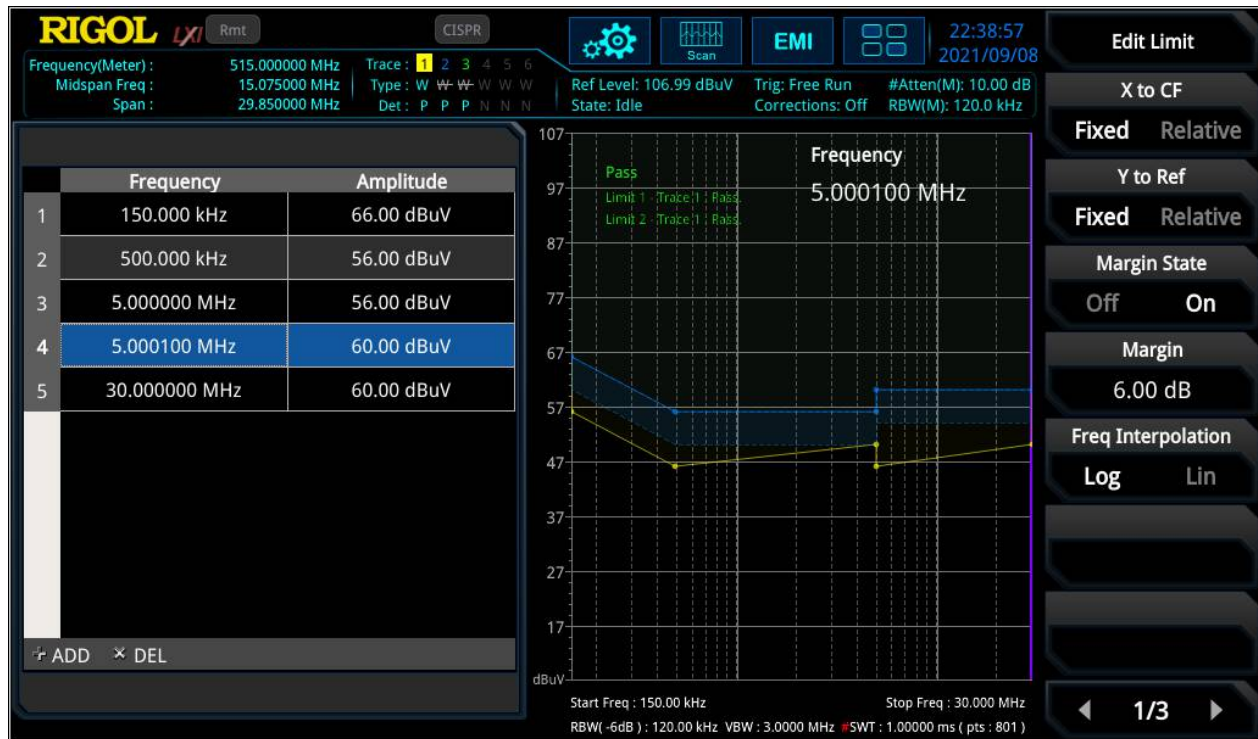 RIGOL LXI Rmt CISPR
Scan
EMI
22:38:57
2021/09/08
Frequency(Meter) : 515.000000 MHz
Midspan Freq : 15.075000 MHz
Span : 29.850000 MHz
Trace : 1 2 3 4 5 6
Type : W W W W W W
Det : P P P N N N
Ref Level: 106.99 dBuV Trig: Free Run #Atten(M): 10.00 dB
State: Idle Corrections: Off RBW(M): 120.0 kHz
Frequency Amplitude
1 150.000 kHz 66.00 dBuV
2 500.000 kHz 56.00 dBuV
3 5.000000 MHz 56.00 dBuV
4 5.000100 MHz 60.00 dBuV
5 30.000000 MHz 60.00 dBuV
ADD × DEL
107
97
87
77
67
57
47
37
27
17
dBuV
Pass
Limit 1 - Trace 1 : Pass.
Limit 2 - Trace 1 : Pass.
Frequency
5.000100 MHz
Start Freq : 150.00 kHz Stop Freq : 30.000 MHz
RBW( -6dB ) : 120.00 kHz VBW : 3.0000 MHz #SWT : 1.00000 ms ( pts : 801 )
Edit Limit
X to CF
Fixed Relative
Y to Ref
Fixed Relative
Margin State
Off On
Margin
6.00 dB
Freq Interpolation
Log Lin
1/3